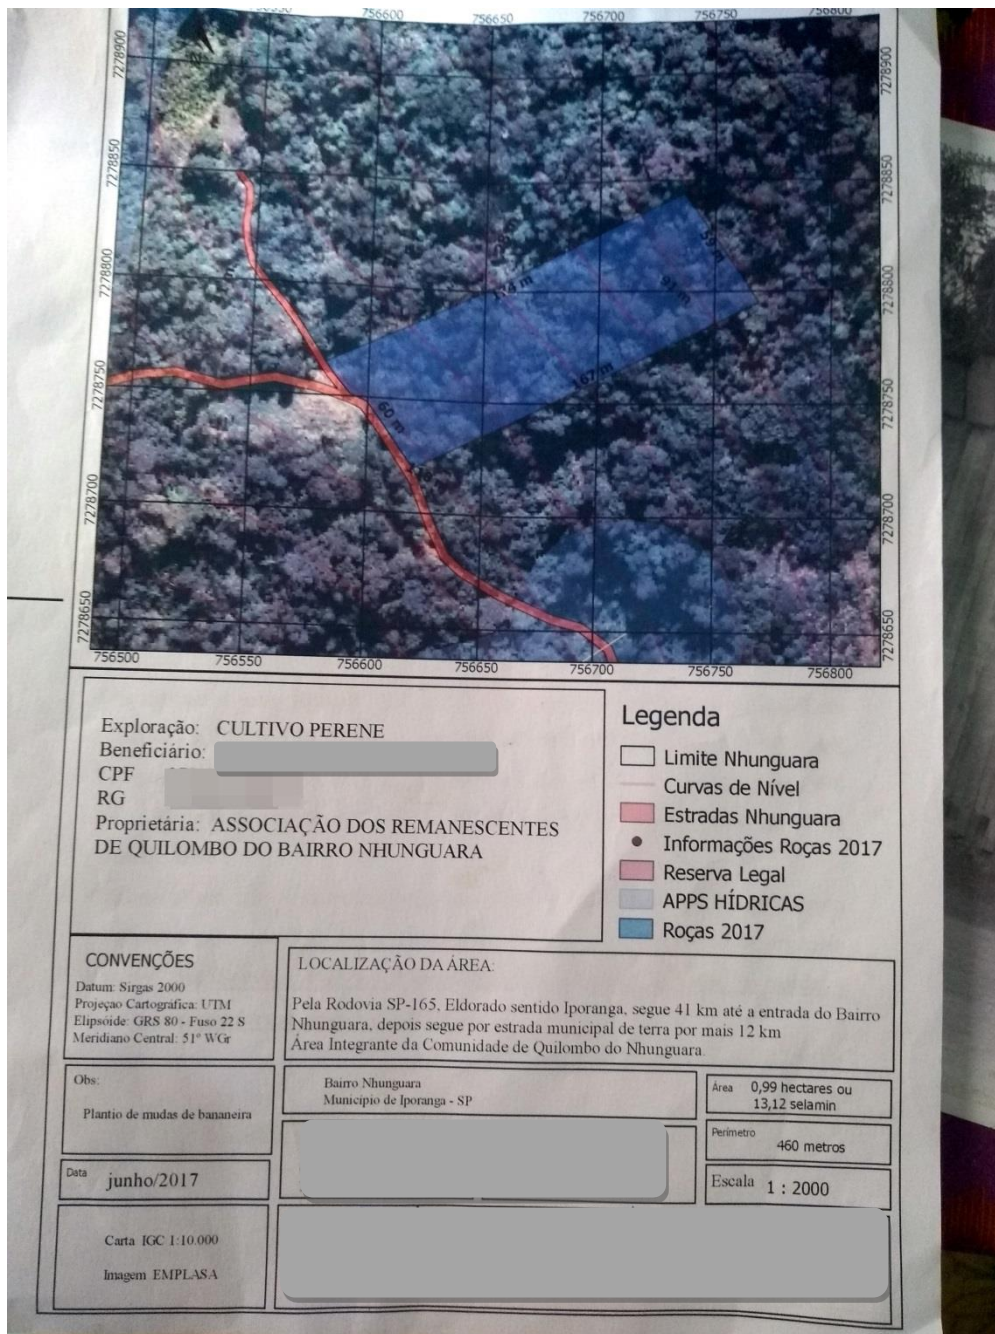 756600 756650 756700 756750 756800
7278900
7278850
7278800
7278750
7278700
7278650
7278900
7278850
7278800
7278750
7278700
7278650
174 m
91 m
167 m
60 m
756500 756550 756600 756650 756700 756750 756800
Exploração: CULTIVO PERENE
Beneficiário:
CPF
RG
Proprietária: ASSOCIAÇÃO DOS REMANESCENTES
DE QUILOMBO DO BAIRRO NHUNGUARA
Legenda
Limite Nhunguara
Curvas de Nível
Estradas Nhunguara
Informações Roças 2017
Reserva Legal
APPS HÍDRICAS
Roças 2017
CONVENÇÕES
Datum: Sirgas 2000
Projeçao Cartográfica: UTM
Elipsóide: GRS 80 - Fuso 22 S
Meridiano Central: 51º WGr
LOCALIZAÇÃO DA ÁREA:
Pela Rodovia SP-165, Eldorado sentido Iporanga, segue 41 km até a entrada do Bairro
Nhunguara, depois segue por estrada municipal de terra por mais 12 km
Área Integrante da Comunidade de Quilombo do Nhunguara.
Obs:
Plantio de mudas de bananeira
Bairro Nhunguara
Município de Iporanga - SP
Área 0,99 hectares ou
13,12 selamin
Perímetro
460 metros
Data junho/2017
Escala 1 : 2000
Carta IGC 1:10.000
Imagem EMPLASA